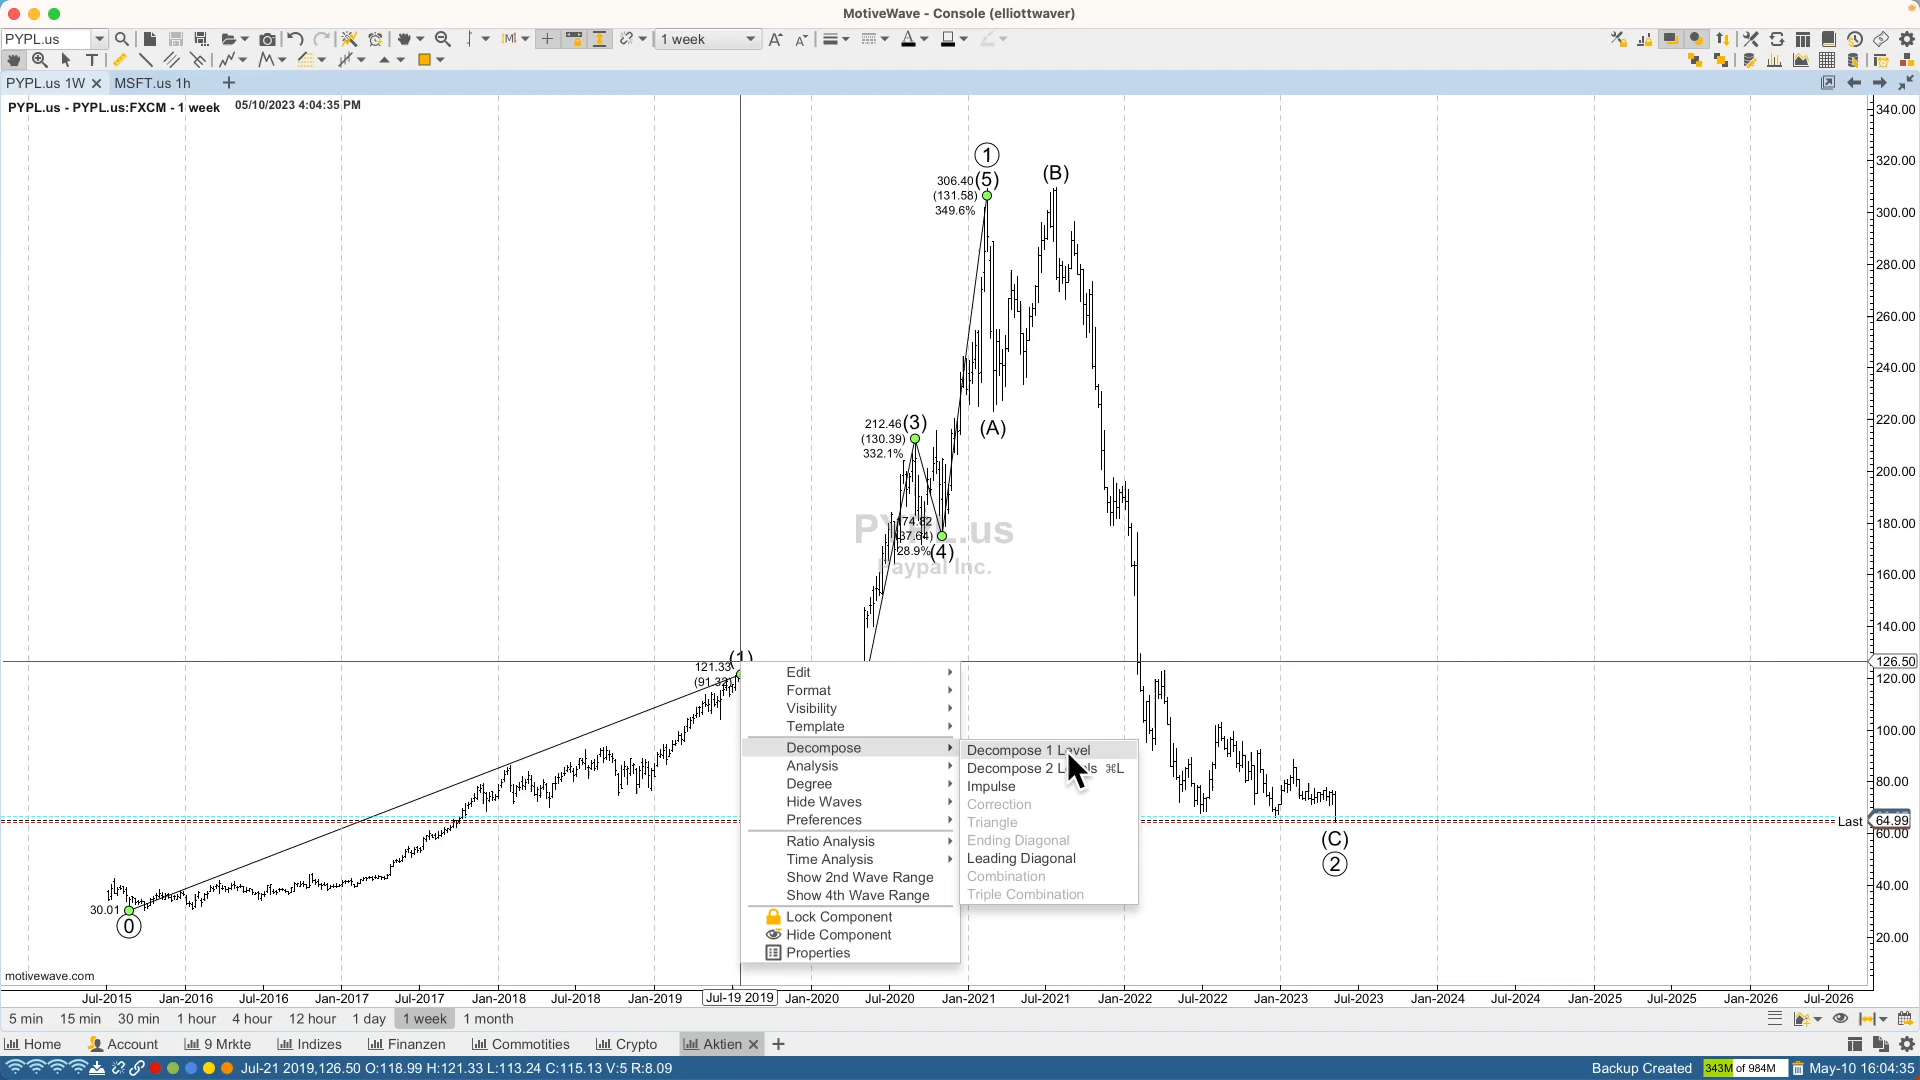 MotiveWave - Console (elliottwaver)
PYPL.us
1 week
PYPL.us 1W
MSFT.us 1h
PYPL.us - PYPL.us:FXCM - 1 week
05/10/2023 4:04:35 PM
340.00
320.00
300.00
280.00
260.00
240.00
220.00
200.00
180.00
160.00
140.00
126.50
120.00
100.00
80.00
Last
64.99
60.00
40.00
20.00
1
306.40
(5)
(131.58)
349.6%
(B)
(A)
212.46
(3)
(130.39)
332.1%
PYPL.us
Paypal Inc.
174.82
(37.64)
28.9%
(4)
(1)
121.33
(91.32)
30.01
0
(C)
2
Edit
Format
Visibility
Template
Decompose
Analysis
Degree
Hide Waves
Preferences
Ratio Analysis
Time Analysis
Show 2nd Wave Range
Show 4th Wave Range
Lock Component
Hide Component
Properties
Decompose 1 Level
Decompose 2 Levels ⌘L
Impulse
Correction
Triangle
Ending Diagonal
Leading Diagonal
Combination
Triple Combination
motivewave.com
Jul-2015 Jan-2016 Jul-2016 Jan-2017 Jul-2017 Jan-2018 Jul-2018 Jan-2019 Jul-19 2019 Jan-2020 Jul-2020 Jan-2021 Jul-2021 Jan-2022 Jul-2022 Jan-2023 Jul-2023 Jan-2024 Jul-2024 Jan-2025 Jul-2025 Jan-2026 Jul-2026
5 min 15 min 30 min 1 hour 4 hour 12 hour 1 day 1 week 1 month
Home Account 9 Mrkte Indizes Finanzen Commotities Crypto Aktien
Jul-21 2019,126.50 O:118.99 H:121.33 L:113.24 C:115.13 V:5 R:8.09
Backup Created
343M of 984M
May-10 16:04:35